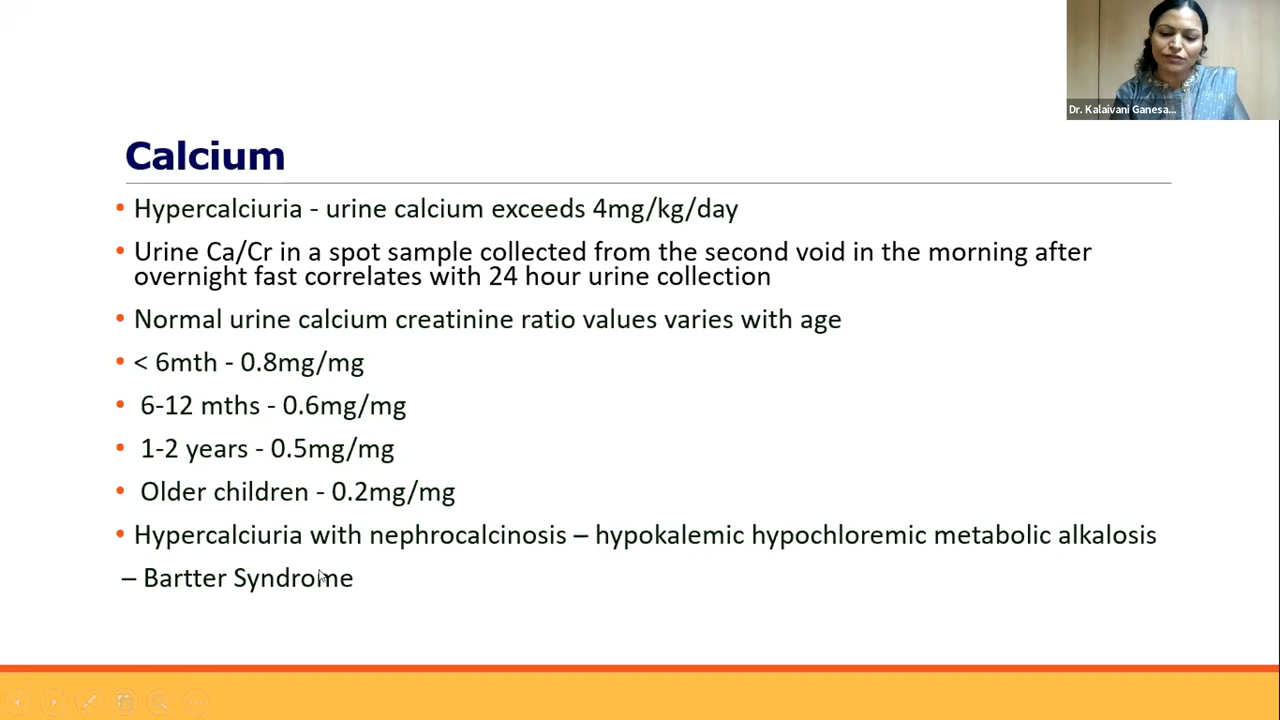 Dr. Kalaivani Ganesa...
Calcium
• Hypercalciuria - urine calcium exceeds 4mg/kg/day
• Urine Ca/Cr in a spot sample collected from the second void in the morning after
overnight fast correlates with 24 hour urine collection
• Normal urine calcium creatinine ratio values varies with age
• < 6mth - 0.8mg/mg
• 6-12 mths - 0.6mg/mg
• 1-2 years - 0.5mg/mg
• Older children - 0.2mg/mg
• Hypercalciuria with nephrocalcinosis – hypokalemic hypochloremic metabolic alkalosis
– Bartter Syndrome